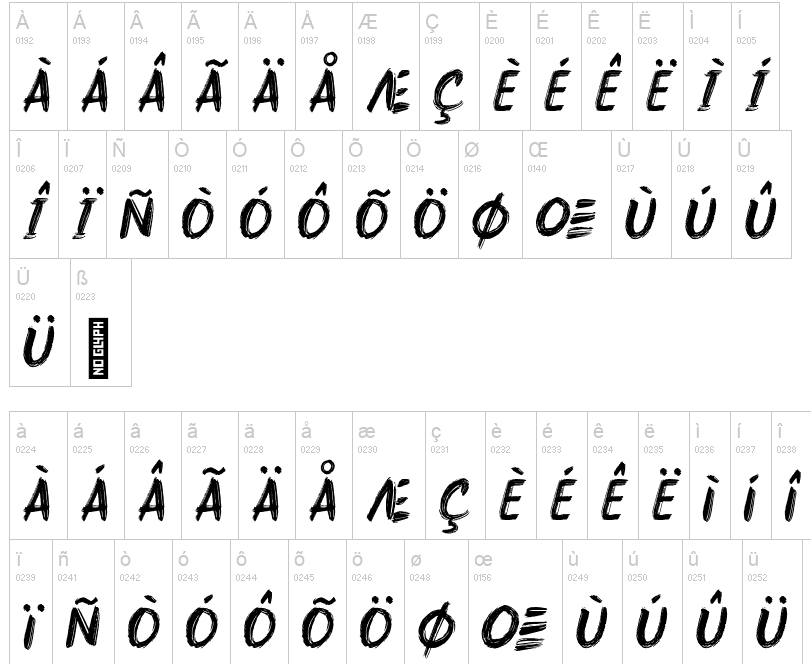 À Á Â Ã Ä Å Æ Ç È É Ê Ë Ì Í
0192 0193 0194 0195 0196 0197 0198 0199 0200 0201 0202 0203 0204 0205
À Á Â Ã Ä Å Æ Ç È É Ê Ë Ì Í
Î Ï Ñ Ò Ó Ô Õ Ö Ø Œ Ù Ú Û
0206 0207 0209 0210 0211 0212 0213 0214 0216 0140 0217 0218 0219
Î Ï Ñ Ò Ó Ô Õ Ö Ø Œ Ù Ú Û
Ü ß
0220 0223
Ü NO GLYPH
à á â ã ä å æ ç è é ê ë ì í î
0224 0225 0226 0227 0228 0229 0230 0231 0232 0233 0234 0235 0236 0237 0238
À Á Â Ã Ä Å Æ Ç È É Ê Ë ì í î
ï ñ ò ó ô õ ö ø œ ù ú û ü
0239 0241 0242 0243 0244 0245 0246 0248 0156 0249 0250 0251 0252
ï Ñ Ò Ó Ô Õ Ö Ø Œ Ù Ú Û Ü